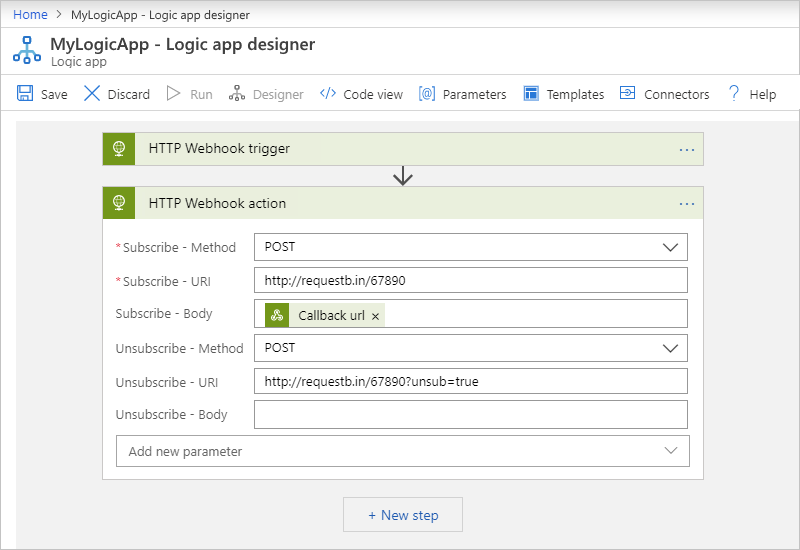 Home > MyLogicApp - Logic app designer
MyLogicApp - Logic app designer
Logic app
Save Discard Run Designer Code view Parameters Templates Connectors ? Help
HTTP Webhook trigger ...
HTTP Webhook action ...
*Subscribe - Method POST
*Subscribe - URI http://requestb.in/67890
Subscribe - Body Callback url ×
Unsubscribe - Method POST
Unsubscribe - URI http://requestb.in/67890?unsub=true
Unsubscribe - Body
Add new parameter
+ New step